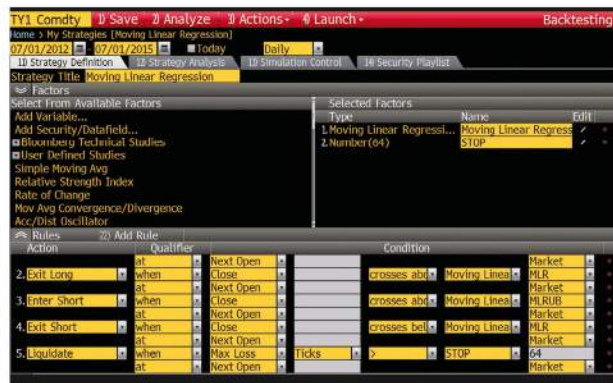 TY1 Comdty 1) Save 2) Analyze 3) Actions 4) Launch Backtesting
Home > My Strategies [Moving Linear Regression]
07/01/2012 - 07/01/2015 Today Daily
11) Strategy Definition 12) Strategy Analysis 13) Simulation Control 14) Security Playlist
Strategy Title Moving Linear Regression
Factors
Select From Available Factors Selected Factors
Add Variable... Type Name Edit
Add Security/Datafield... 1.Moving Linear Regressi... Moving Linear Regress
Bloomberg Technical Studies 2.Number(64) STOP
User Defined Studies
Simple Moving Avg
Relative Strength Index
Rate of Change
Mov Avg Convergence/Divergence
Acc/Dist Oscillator
Rules 22) Add Rule
Action Qualifier Condition
at Next Open Market
2. Exit Long when Close crosses abo Moving Linea MLR
at Next Open Market
3. Enter Short when Close crosses abo Moving Linea MLRUB
at Next Open Market
4. Exit Short when Close crosses bel Moving Linea MLR
at Next Open Market
5. Liquidate when Max Loss Ticks > STOP 64
at Next Open Market